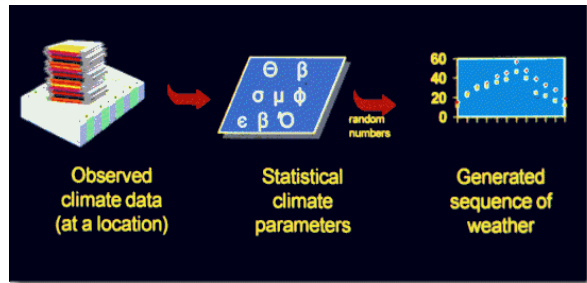 Θ β
σ μ φ
random
numbers
60
40
20
0
Observed
climate data
(at a location)
Statistical
climate
parameters
Generated
sequence of
weather